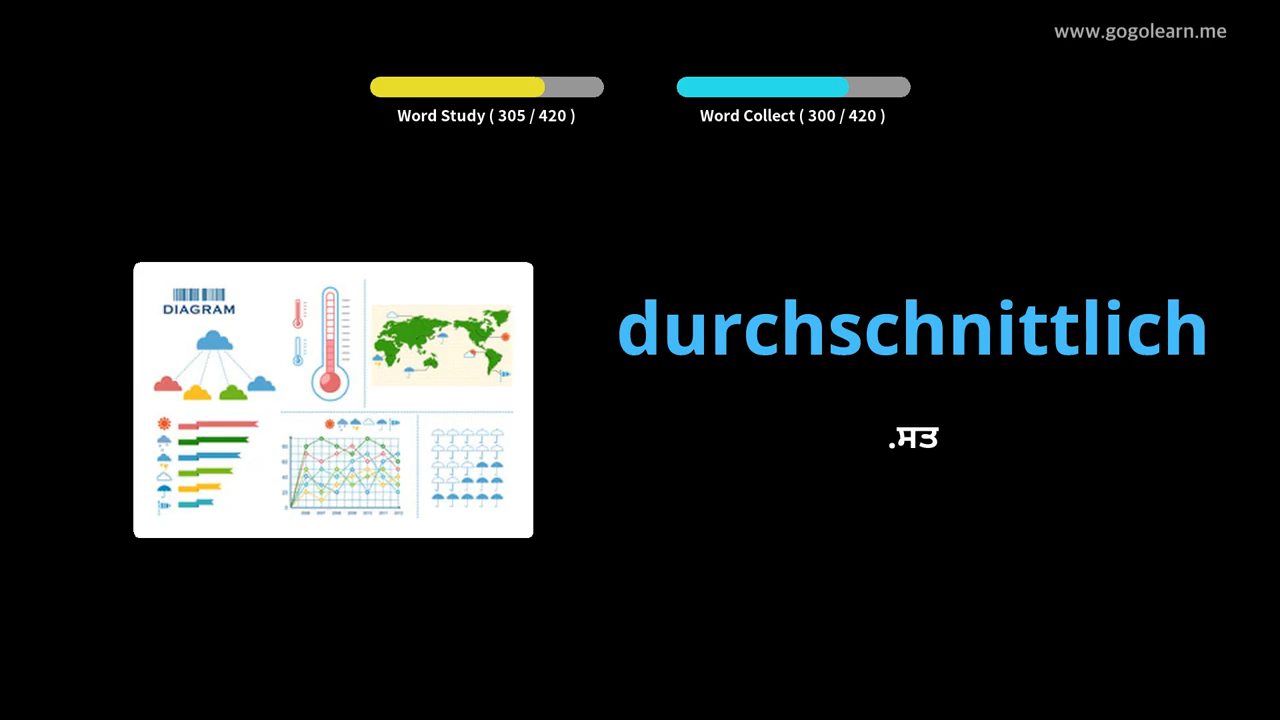 www.gogolearn.me
Word Study ( 305 / 420 )
Word Collect ( 300 / 420 )
DIAGRAM
durchschnittlich
.ਸਤ